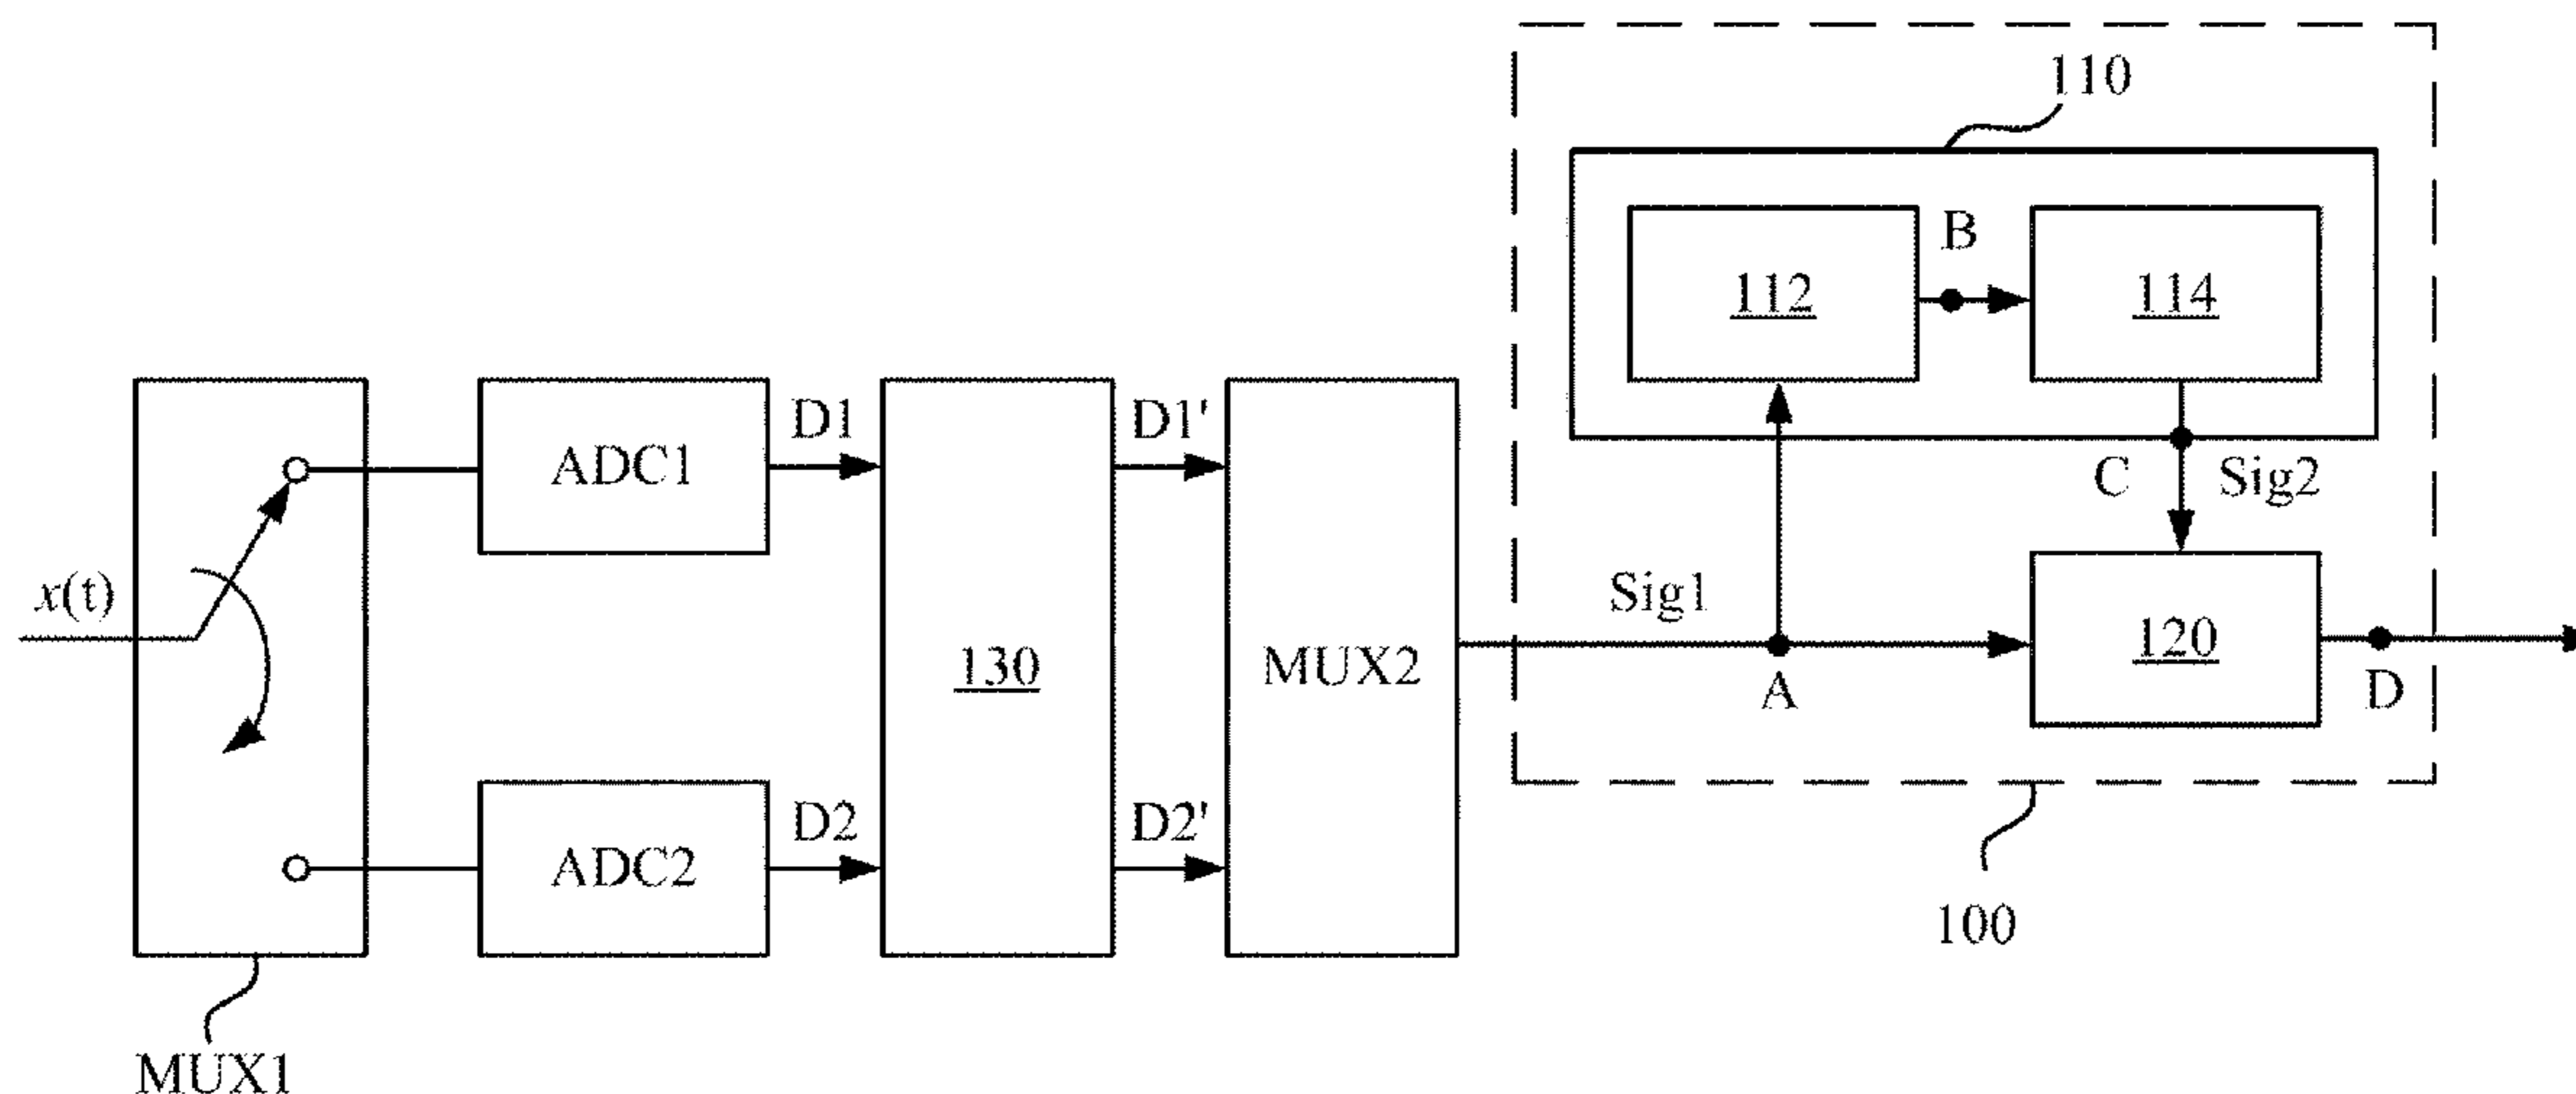 110
B
112
114
D1
D1'
ADC1
C
Sig2
x(t)
Sig1
130
MUX2
120
A
D
D2
D2'
ADC2
100
MUX1